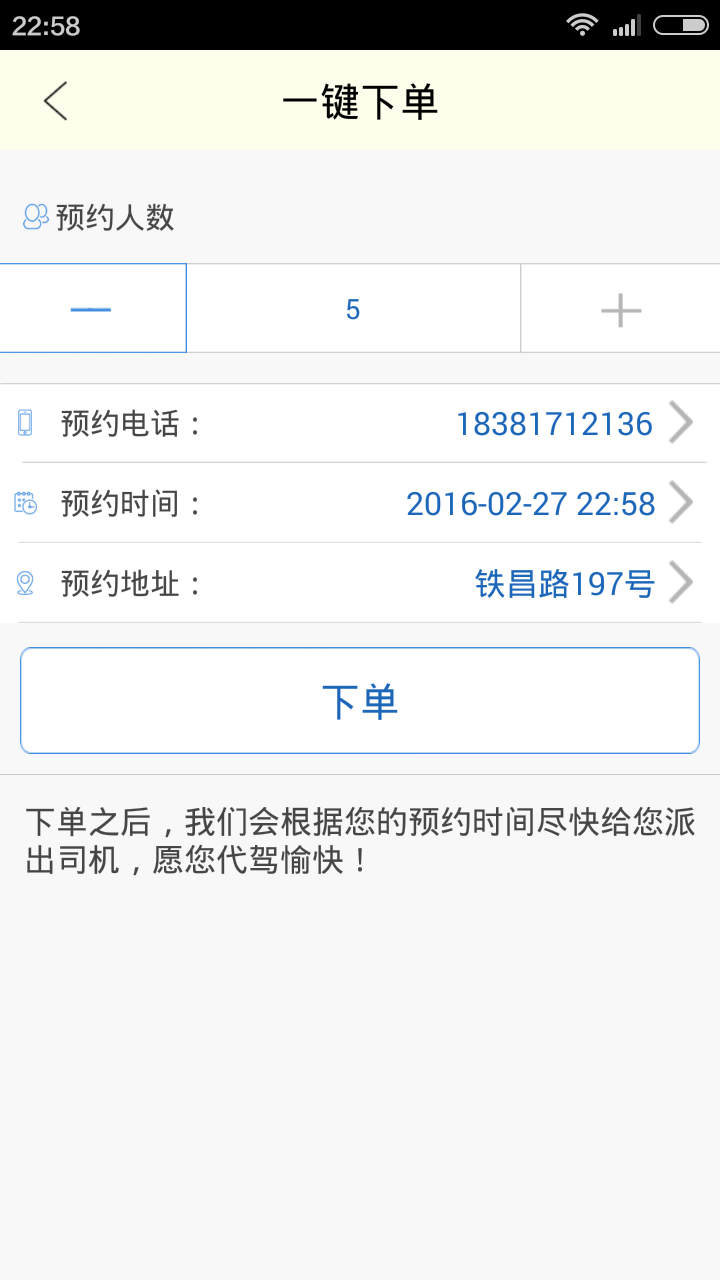 22:58
一键下单
预约人数
5
预约电话：
18381712136
预约时间：
2016-02-27 22:58
预约地址：
铁昌路197号
下单
下单之后，我们会根据您的预约时间尽快给您派
出司机，愿您代驾愉快！